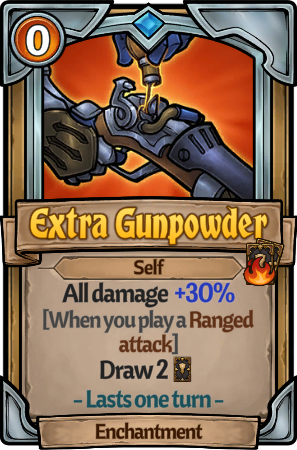 0
Extra Gunpowder
Self
All damage +30%
[When you play a Ranged
attack]
Draw 2
- Lasts one turn -
Enchantment